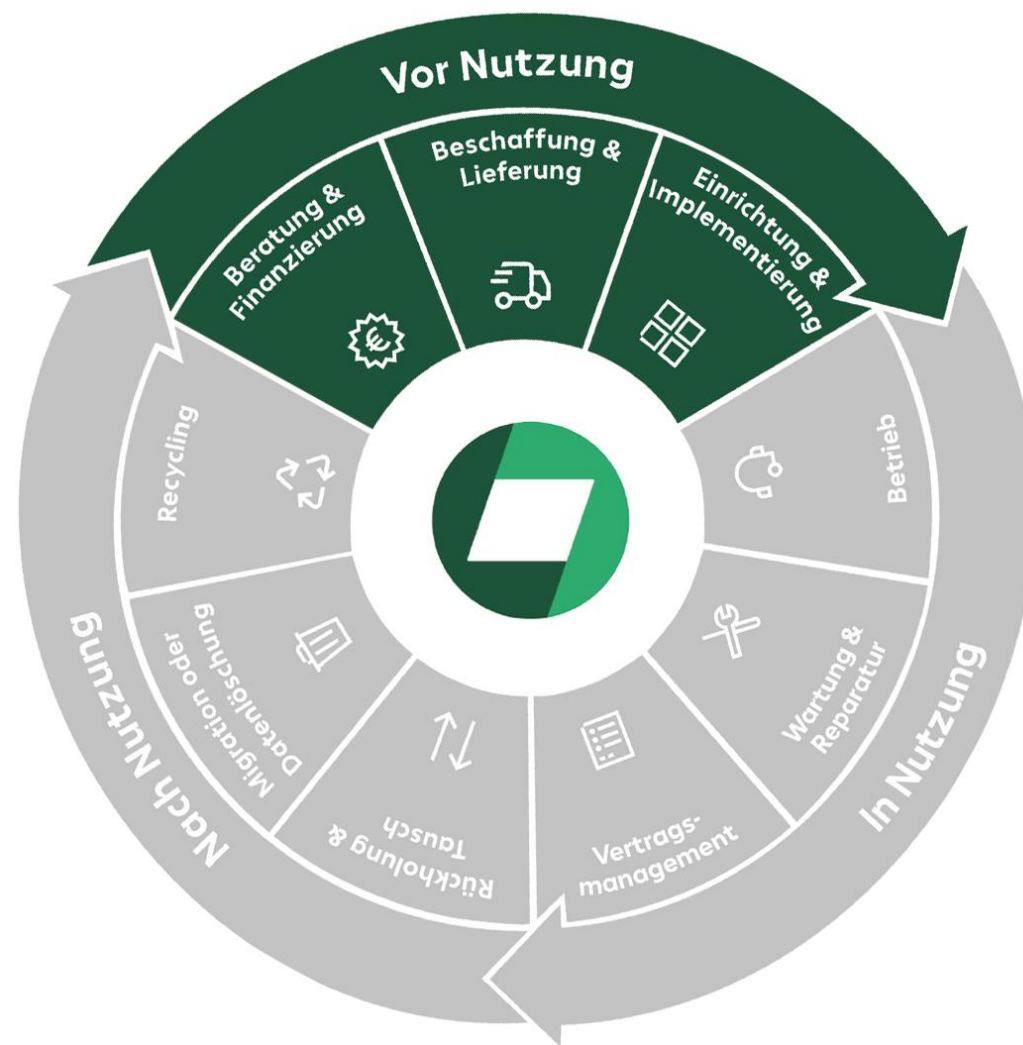 Vor Nutzung
Beratung &
Finanzierung
€
Beschaffung &
Lieferung
Einrichtung &
Implementierung
In Nutzung
Betrieb
Wartung &
Reparatur
Vertrags-
management
Nach Nutzung
Rückholung &
Tausch
Migration oder
Datenlöschung
Recycling